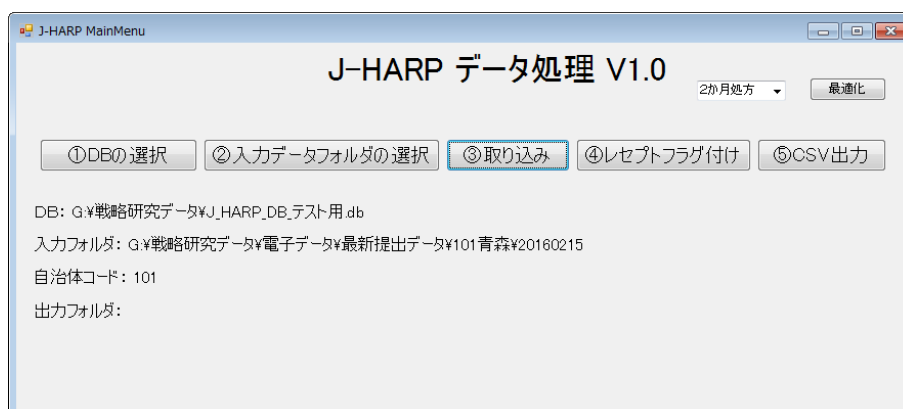 J-HARP MainMenu
J-HARP データ処理 V1.0
2か月処方
最適化
①DBの選択 ②入力データフォルダの選択 ③取り込み ④レセプトフラグ付け ⑤CSV出力
DB: G:¥戦略研究データ¥J_HARP_DB_テスト用.db
入力フォルダ: G:¥戦略研究データ¥電子データ¥最新提出データ¥101青森¥20160215
自治体コード: 101
出力フォルダ: